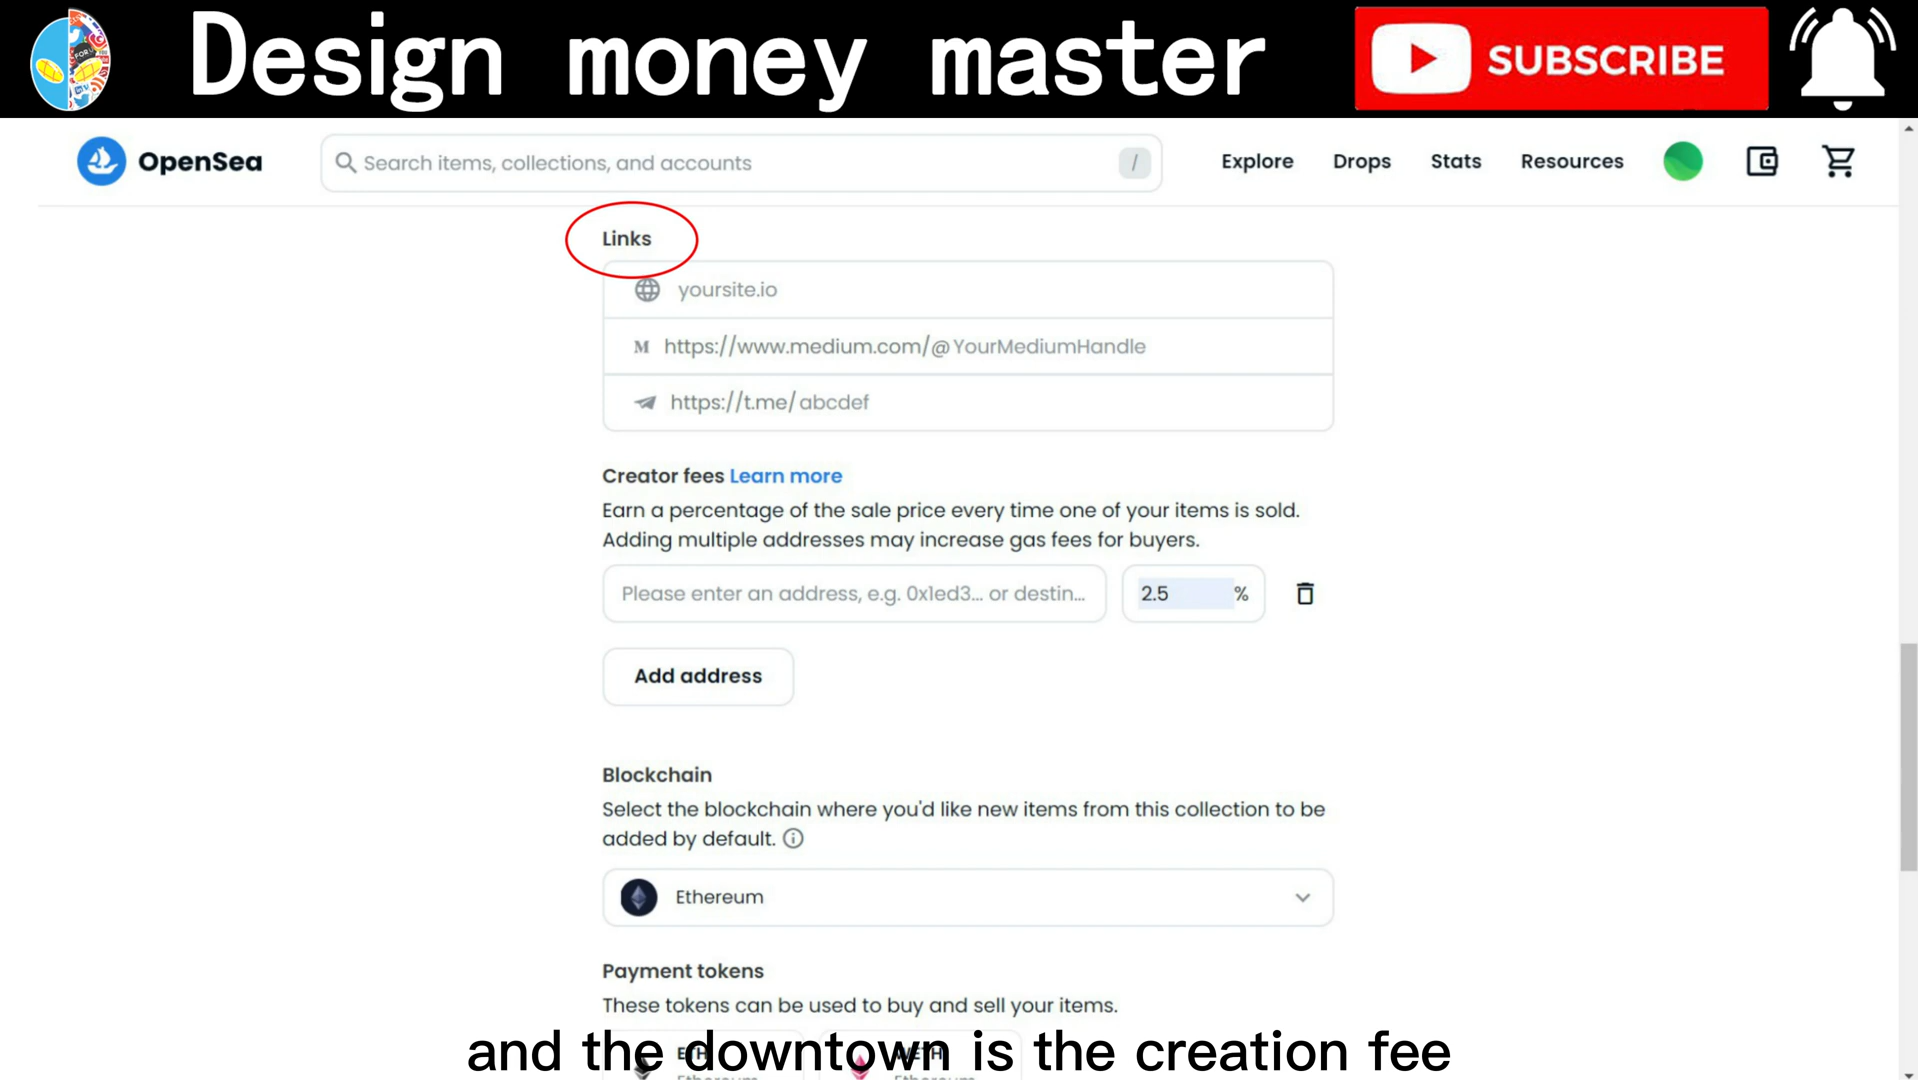 Design money master
SUBSCRIBE
OpenSea
Search items, collections, and accounts
/
Explore
Drops
Stats
Resources
Links
yoursite.io
M https://www.medium.com/@YourMediumHandle
https://t.me/abcdef
Creator fees Learn more
Earn a percentage of the sale price every time one of your items is sold.
Adding multiple addresses may increase gas fees for buyers.
Please enter an address, e.g. 0x1ed3... or destin...
2.5 %
Add address
Blockchain
Select the blockchain where you'd like new items from this collection to be
added by default.
Ethereum
Payment tokens
These tokens can be used to buy and sell your items.
ETH
WETH
and the downtown is the creation fee
Ethereum
Ethereum